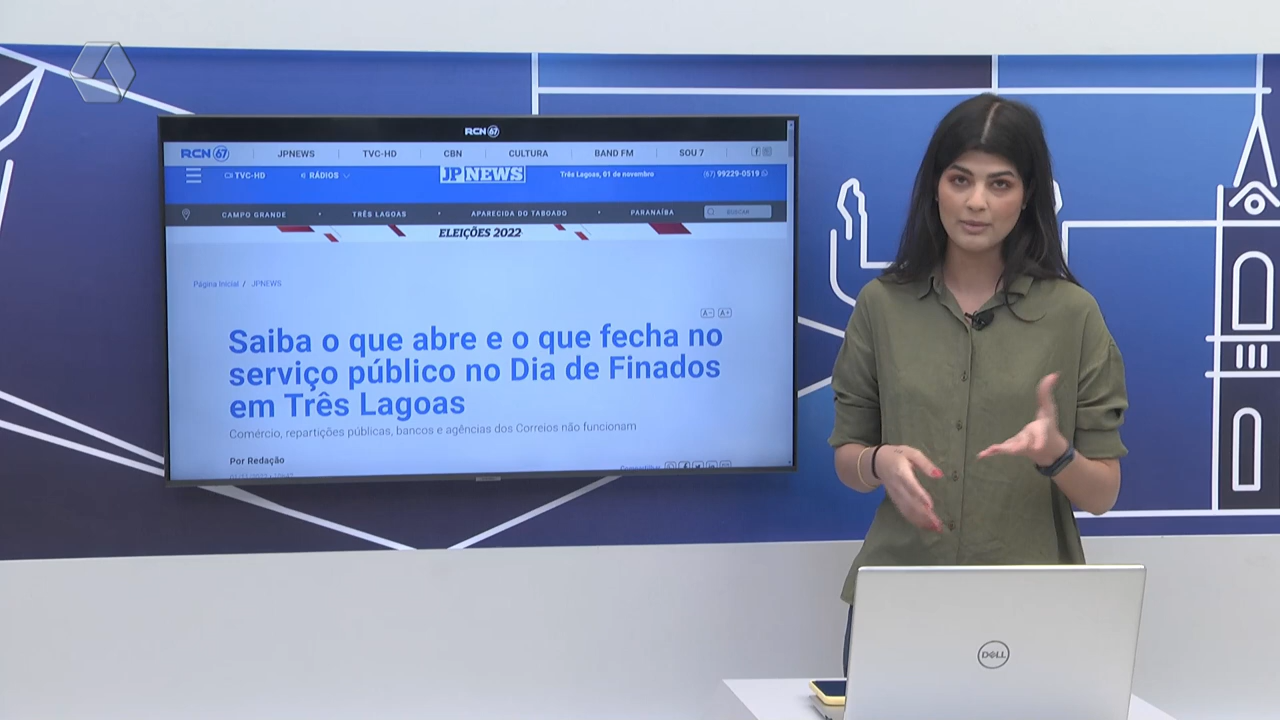 RCN 67
RCN 67 JPNEWS TVC-HD CBN CULTURA BAND FM SOU 7
TVC-HD RÁDIOS JPNEWS Três Lagoas, 01 de novembro (67) 99229-0519
CAMPO GRANDE • TRÊS LAGOAS • APARECIDA DO TABOADO • PARANAÍBA BUSCAR
ELEIÇÕES 2022
Página Inicial / JPNEWS
A- A+
Saiba o que abre e o que fecha no
serviço público no Dia de Finados
em Três Lagoas
Comércio, repartições públicas, bancos e agências dos Correios não funcionam
Por Redação
DELL